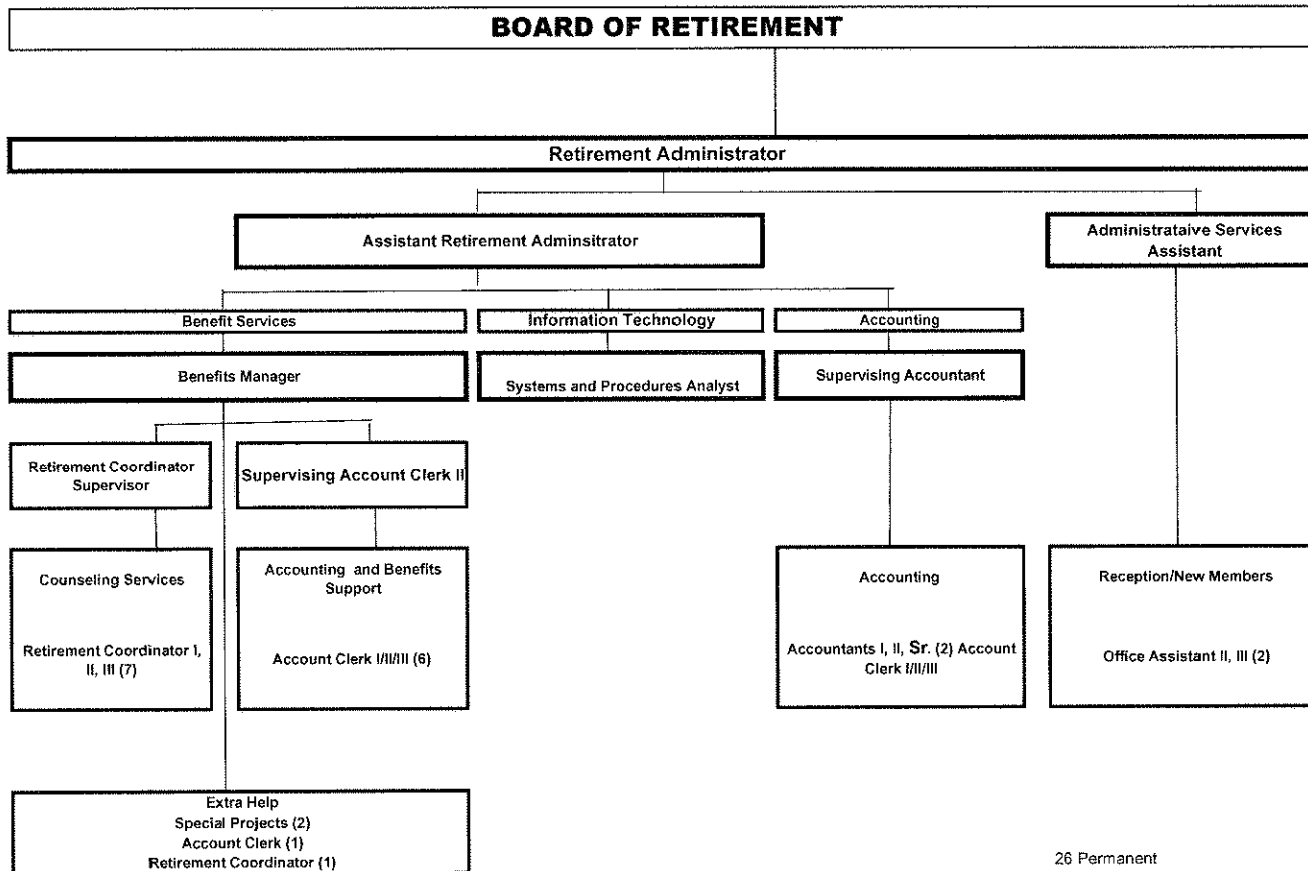 BOARD OF RETIREMENT
Retirement Administrator
Assistant Retirement Adminsitrator
Administrataive Services
Assistant
Benefit Services
Information Technology
Accounting
Benefits Manager
Systems and Procedures Analyst
Supervising Accountant
Retirement Coordinator
Supervisor
Supervising Account Clerk II
Counseling Services
Retirement Coordinator I,
II, III (7)
Accounting and Benefits
Support
Account Clerk I/II/III (6)
Accounting
Accountants I, II, Sr. (2) Account
Clerk I/II/III
Reception/New Members
Office Assistant II, III (2)
Extra Help
Special Projects (2)
Account Clerk (1)
Retirement Coordinator (1)
26 Permanent